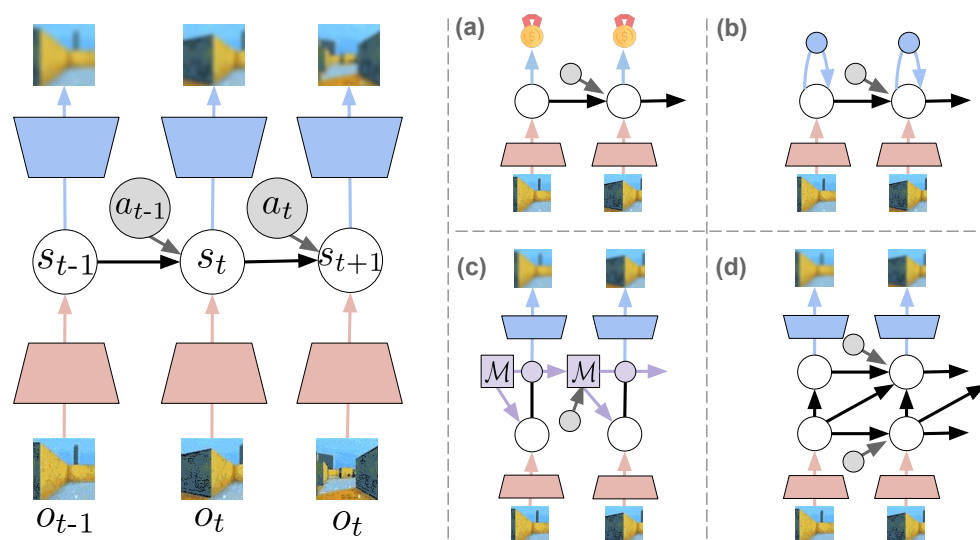 a_{t-1} a_t
s_{t-1} s_t s_{t+1}
o_{t-1} o_t o_t
(a)
(b)
(c)
M M
(d)